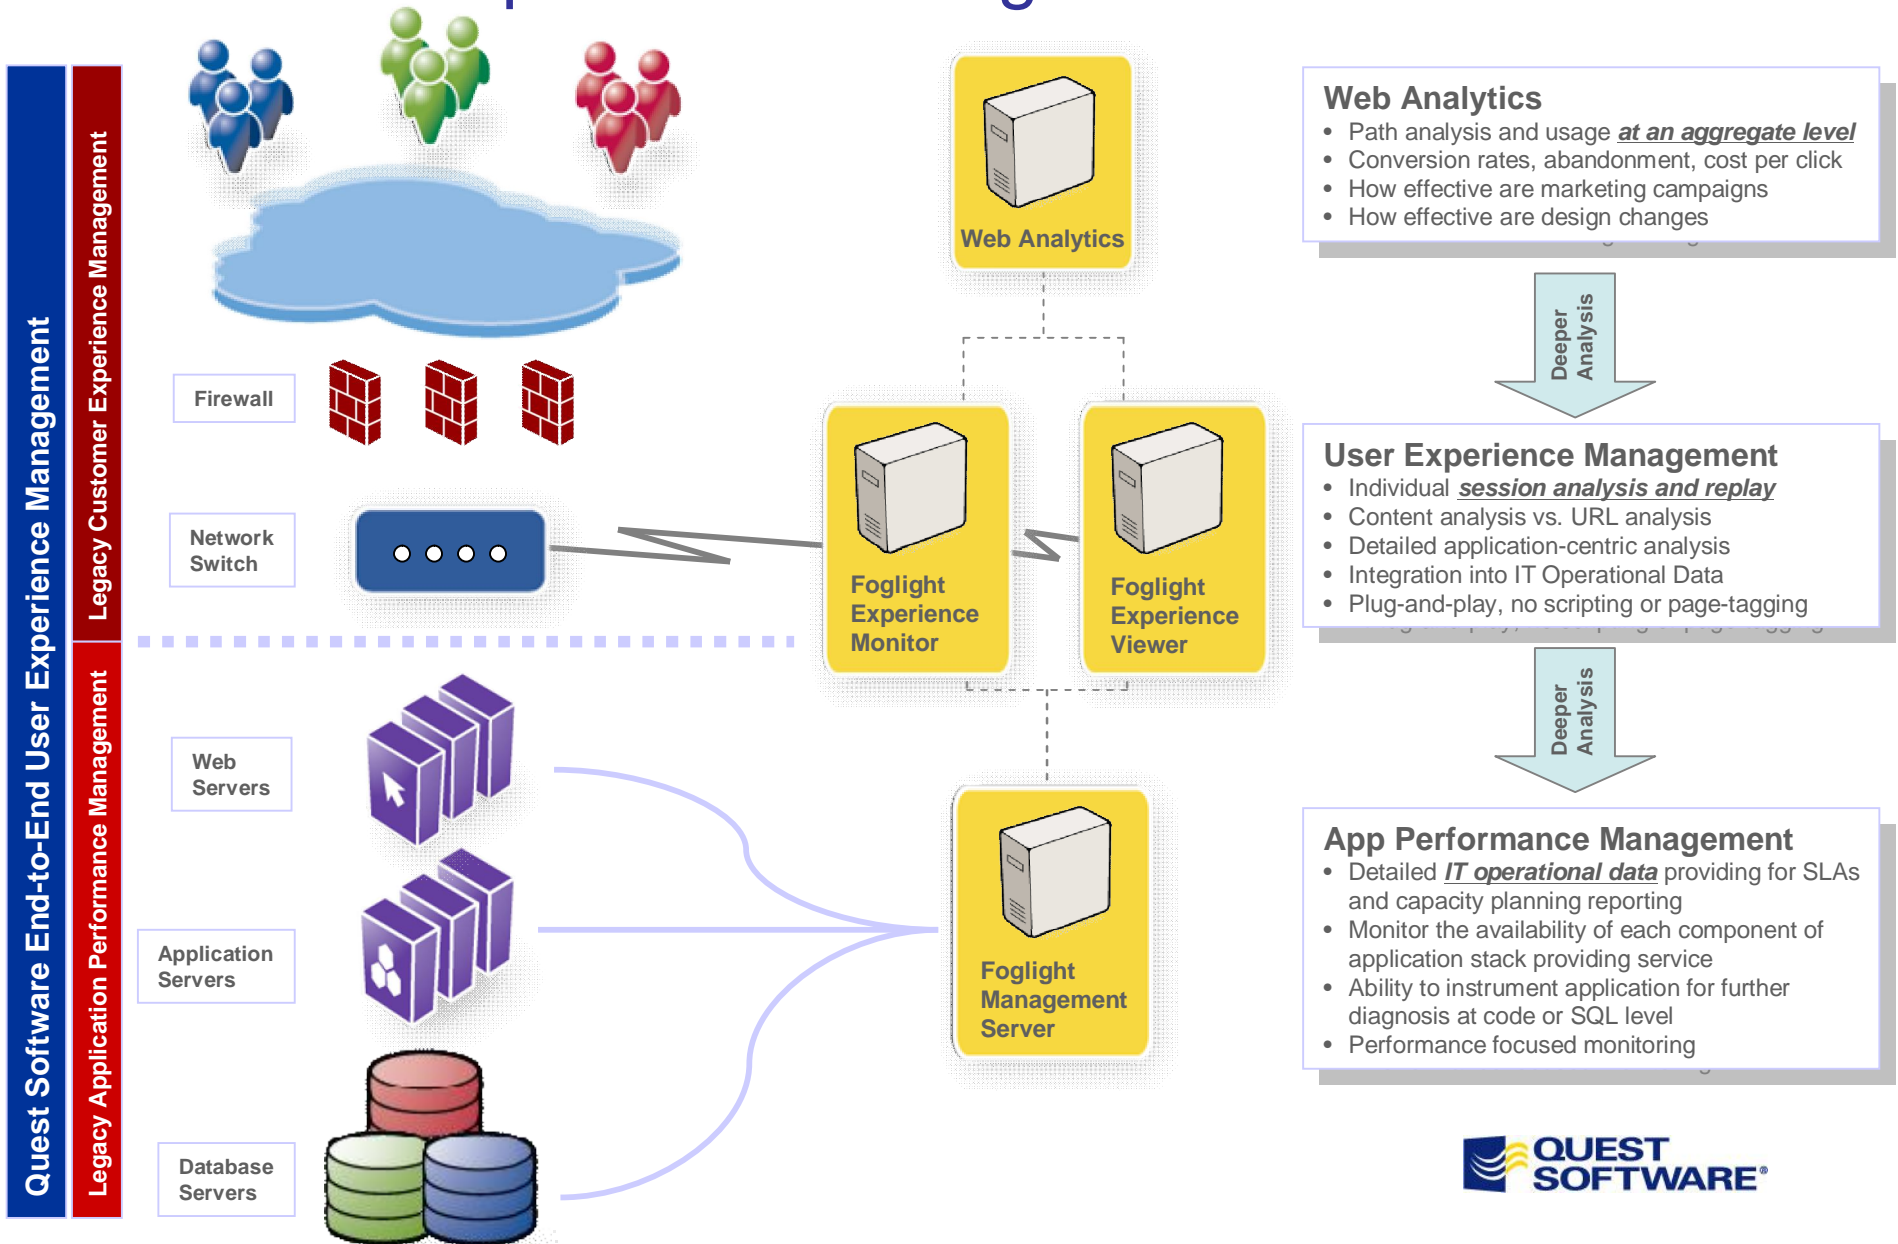 Quest Software End-to-End User Experience Management
Legacy Customer Experience Management
Legacy Application Performance Management
Firewall
Network
Switch
Web
Servers
Application
Servers
Database
Servers
Web Analytics
Foglight
Experience
Monitor
Foglight
Experience
Viewer
Foglight
Management
Server
Web Analytics
• Path analysis and usage at an aggregate level
• Conversion rates, abandonment, cost per click
• How effective are marketing campaigns
• How effective are design changes
Deeper
Analysis
User Experience Management
• Individual session analysis and replay
• Content analysis vs. URL analysis
• Detailed application-centric analysis
• Integration into IT Operational Data
• Plug-and-play, no scripting or page-tagging
Deeper
Analysis
App Performance Management
• Detailed IT operational data providing for SLAs
and capacity planning reporting
• Monitor the availability of each component of
application stack providing service
• Ability to instrument application for further
diagnosis at code or SQL level
• Performance focused monitoring
QUEST
SOFTWARE®